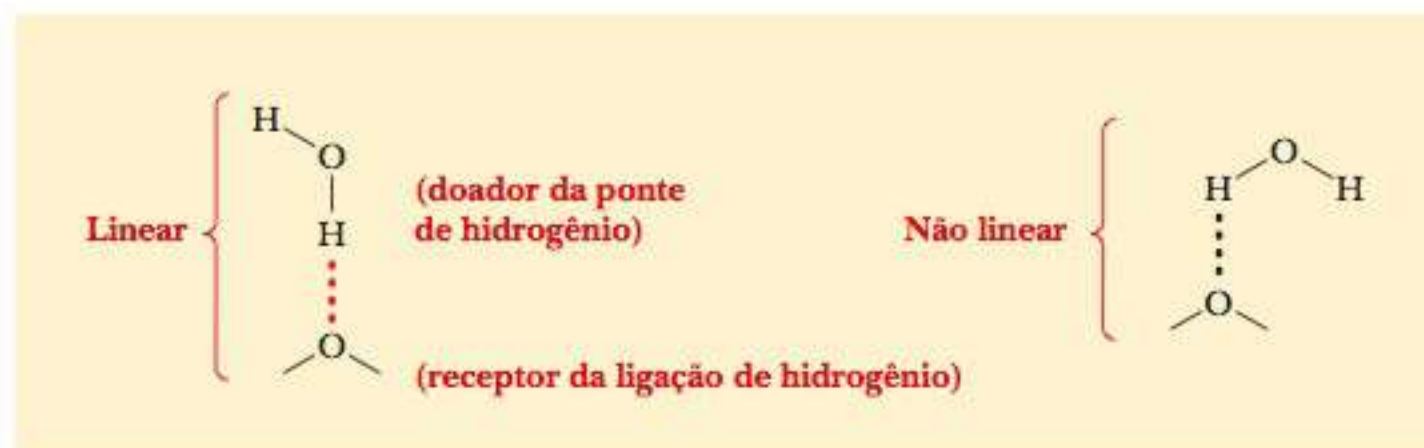 H
O
(doador da ponte
de hidrogênio)
Linear
H
O
(receptor da ligação de hidrogênio)
O
H
H
Não linear
O